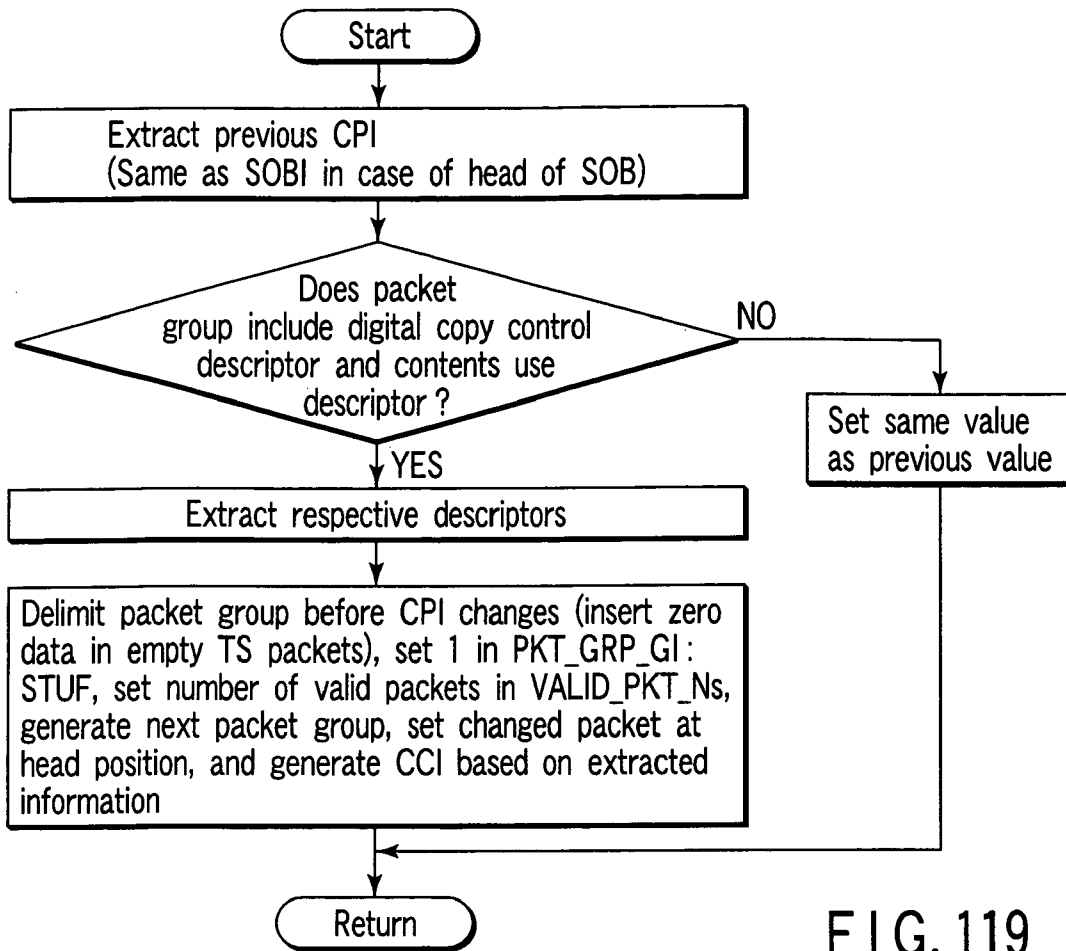 Start
Extract previous CPI
(Same as SOBI in case of head of SOB)
Does packet
group include digital copy control
descriptor and contents use
descriptor ?
NO
Set same value
as previous value
YES
Extract respective descriptors
Delimit packet group before CPI changes (insert zero
data in empty TS packets), set 1 in PKT_GRP_GI :
STUF, set number of valid packets in VALID_PKT_Ns,
generate next packet group, set changed packet at
head position, and generate CCI based on extracted
information
Return
FIG. 119